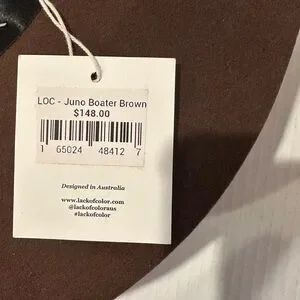 LOC - Juno Boater Brown
$148.00
1 65024 48412 7
Designed in Australia
www.lackofcolor.com
@lackofcoloraus
#lackofcolor